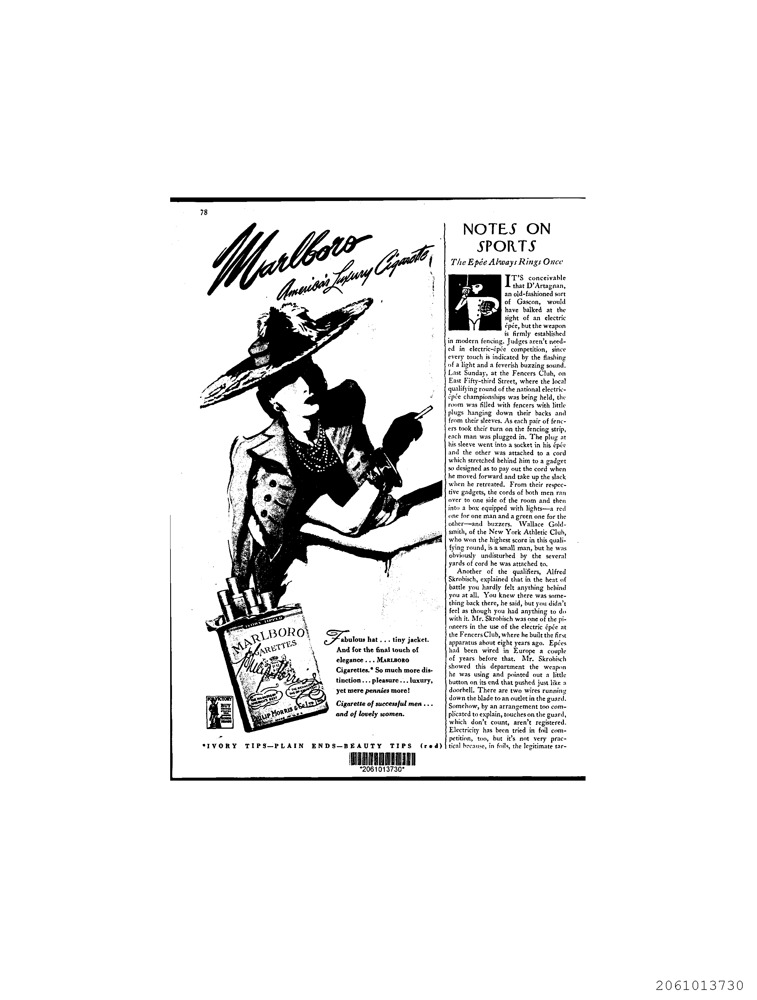 78
Marlboro
America's Luxury Cigarette
MARLBORO
CIGARETTES
Philip Morris
PHILIP MORRIS & Co. Ltd.
FOR VICTORY
Fabulous hat . . . tiny jacket.
And for the final touch of
elegance . . . MARLBORO
Cigarettes.* So much more dis-
tinction . . . pleasure . . . luxury,
yet mere pennies more!
Cigarette of successful men . . .
and of lovely women.
*IVORY TIPS—PLAIN ENDS—BEAUTY TIPS (red)
*2061013730*
NOTES ON
SPORTS
The Epée Always Rings Once
IT'S conceivable
that D'Artagnan,
an old-fashioned sort
of Gascon, would
have balked at the
sight of an electric
épée, but the weapon
is firmly established
in modern fencing. Judges aren't need-
ed in electric-épée competition, since
every touch is indicated by the flashing
of a light and a feverish buzzing sound.
Last Sunday, at the Fencers Club, on
East Fifty-third Street, where the local
qualifying round of the national electric-
épée championships was being held, the
room was filled with fencers with little
plugs hanging down their backs and
from their sleeves. As each pair of fenc-
ers took their turn on the fencing strip,
each man was plugged in. The plug at
his sleeve went into a socket in his épée
and the other was attached to a cord
which stretched behind him to a gadget
so designed as to pay out the cord when
he moved forward and take up the slack
when he retreated. From their respec-
tive gadgets, the cords of both men ran
over to one side of the room and then
into a box equipped with lights—a red
one for one man and a green one for the
other—and buzzers. Wallace Gold-
smith, of the New York Athletic Club,
who won the highest score in this quali-
fying round, is a small man, but he was
obviously undisturbed by the several
yards of cord he was attached to.
Another of the qualifiers, Alfred
Skrobisch, explained that in the heat of
battle you hardly felt anything behind
you at all. You knew there was some-
thing back there, he said, but you didn't
feel as though you had anything to do
with it. Mr. Skrobisch was one of the pi-
oneers in the use of the electric épée at
the Fencers Club, where he built the first
apparatus about eight years ago. Epées
had been wired in Europe a couple
of years before that. Mr. Skrobisch
showed this department the weapon
he was using and pointed out a little
button on its end that pushed just like a
doorbell. There are two wires running
down the blade to an outlet in the guard.
Somehow, by an arrangement too com-
plicated to explain, touches on the guard,
which don't count, aren't registered.
Electricity has been tried in foil com-
petition, too, but it's not very prac-
tical because, in foils, the legitimate tar-
2061013730